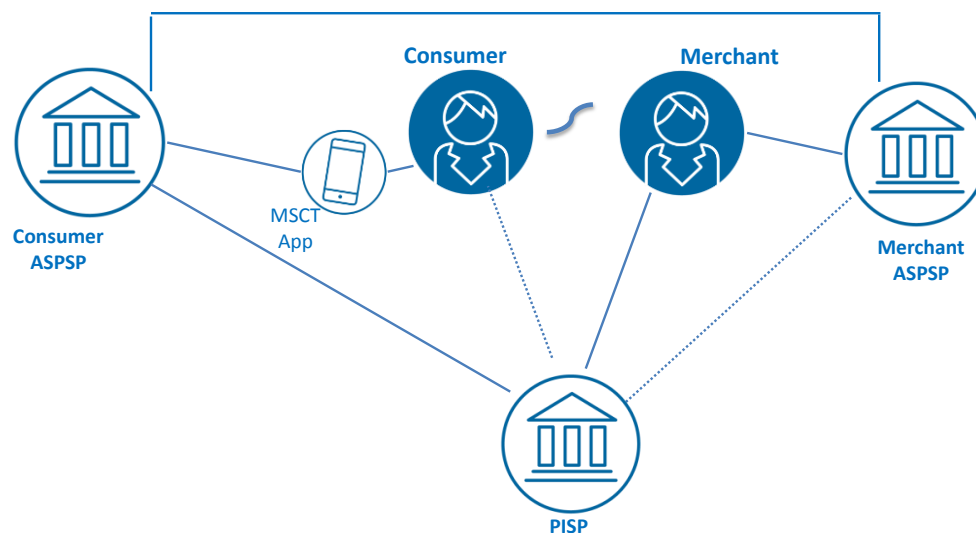 Consumer
Merchant
MSCT
App
Consumer
ASPSP
Merchant
ASPSP
PISP